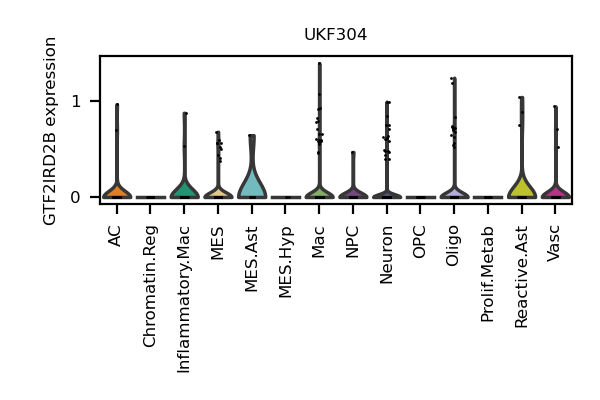 UKF304
GTF2IRD2B expression
1
0
AC
Chromatin.Reg
Inflammatory.Mac
MES
MES.Ast
MES.Hyp
Mac
NPC
Neuron
OPC
Oligo
Prolif.Metab
Reactive.Ast
Vasc